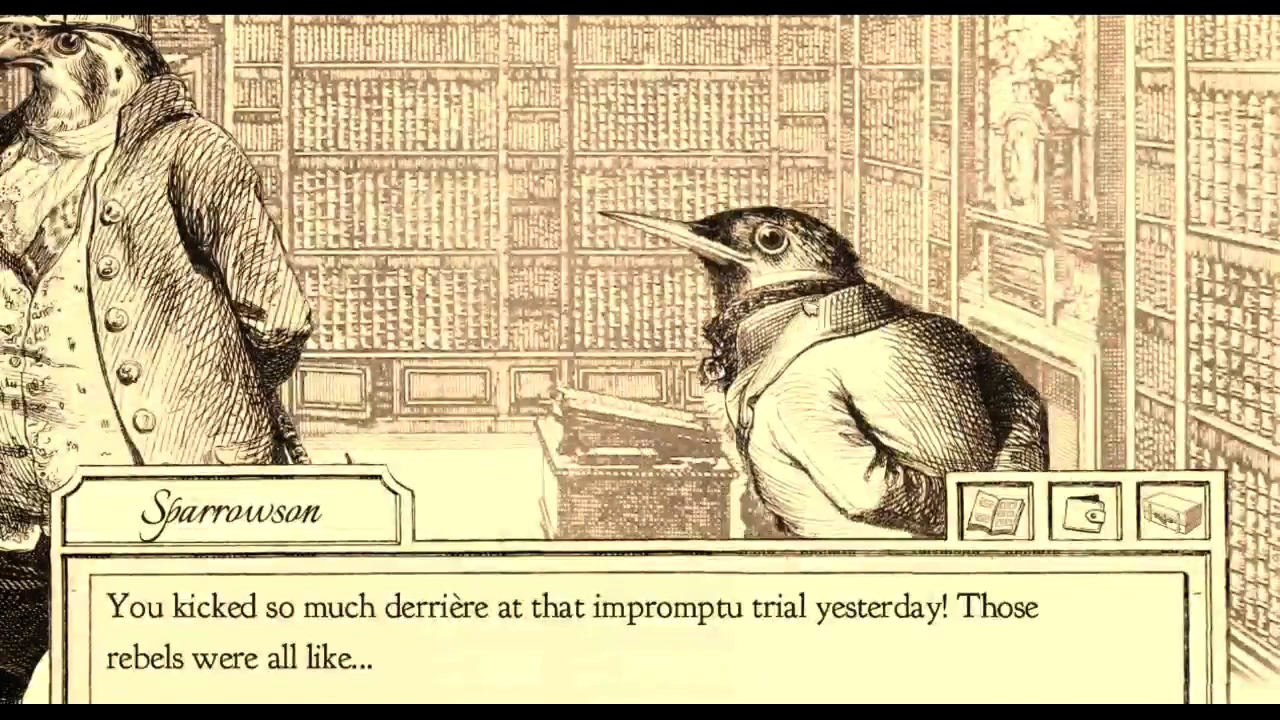 Sparrowson
You kicked so much derrière at that impromptu trial yesterday! Those
rebels were all like...